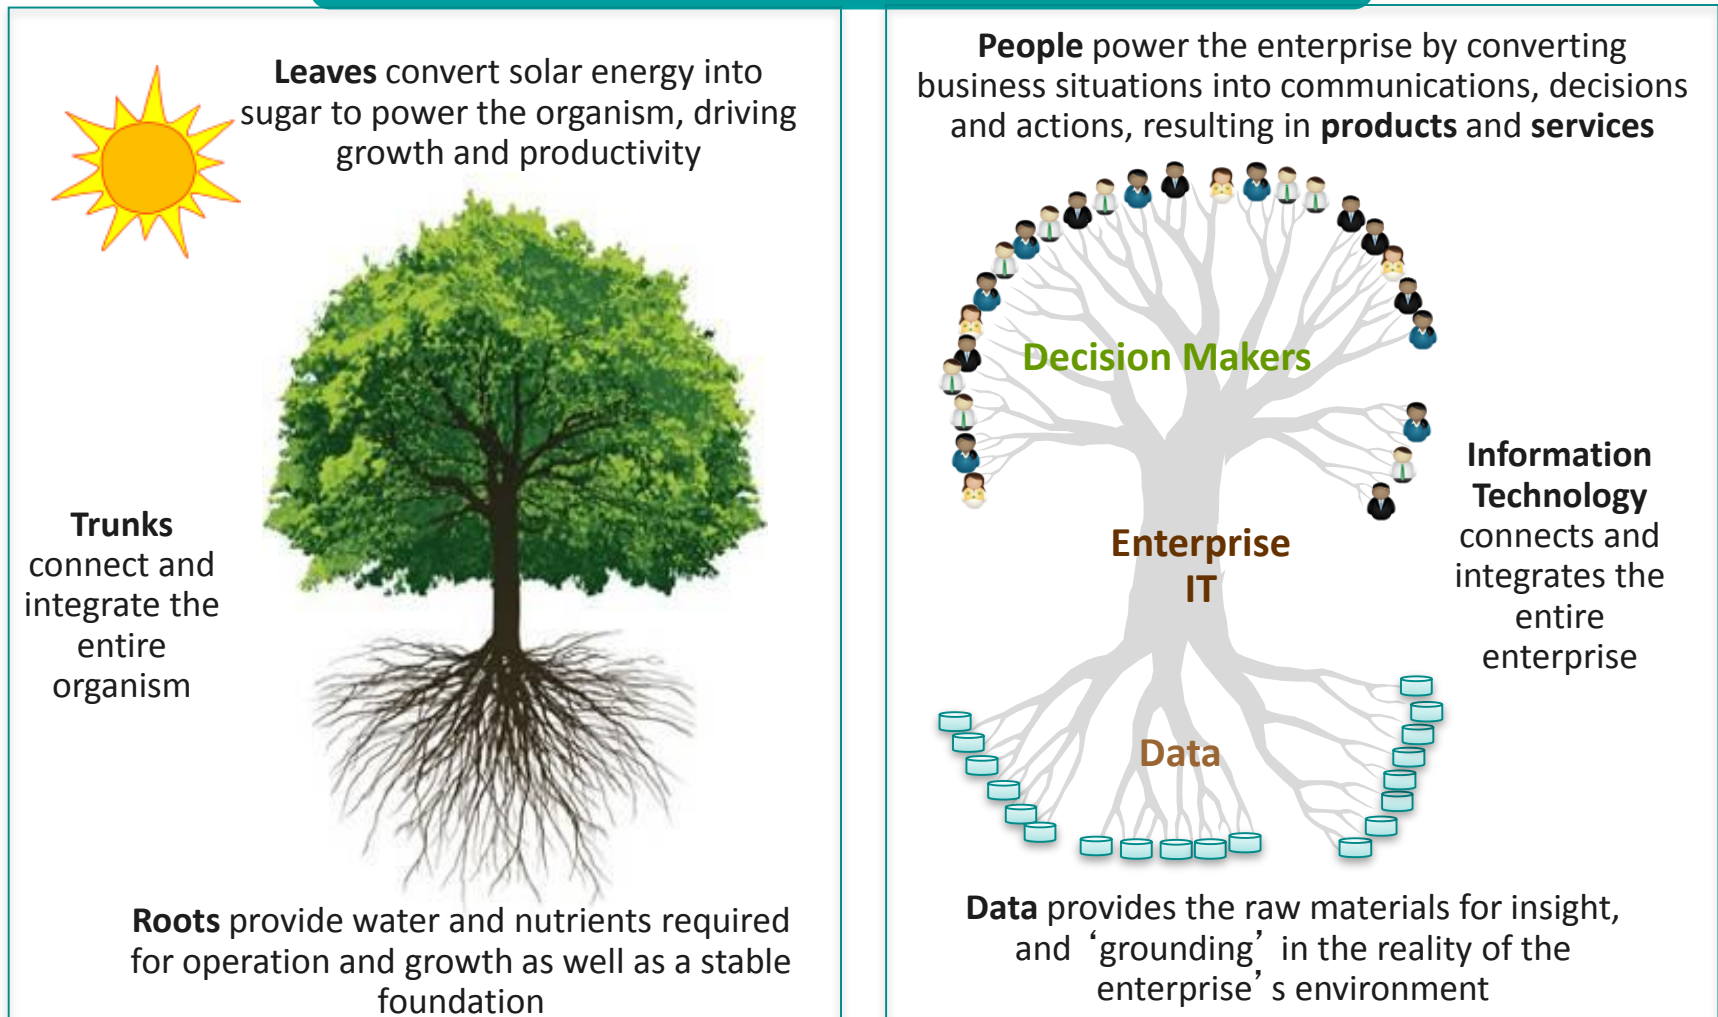 Leaves convert solar energy into
sugar to power the organism, driving
growth and productivity
Trunks
connect and
integrate the
entire
organism
Roots provide water and nutrients required
for operation and growth as well as a stable
foundation
People power the enterprise by converting
business situations into communications, decisions
and actions, resulting in products and services
Decision Makers
Enterprise
IT
Information
Technology
connects and
integrates the
entire
enterprise
Data
Data provides the raw materials for insight,
and ‘grounding’ in the reality of the
enterprise’ s environment